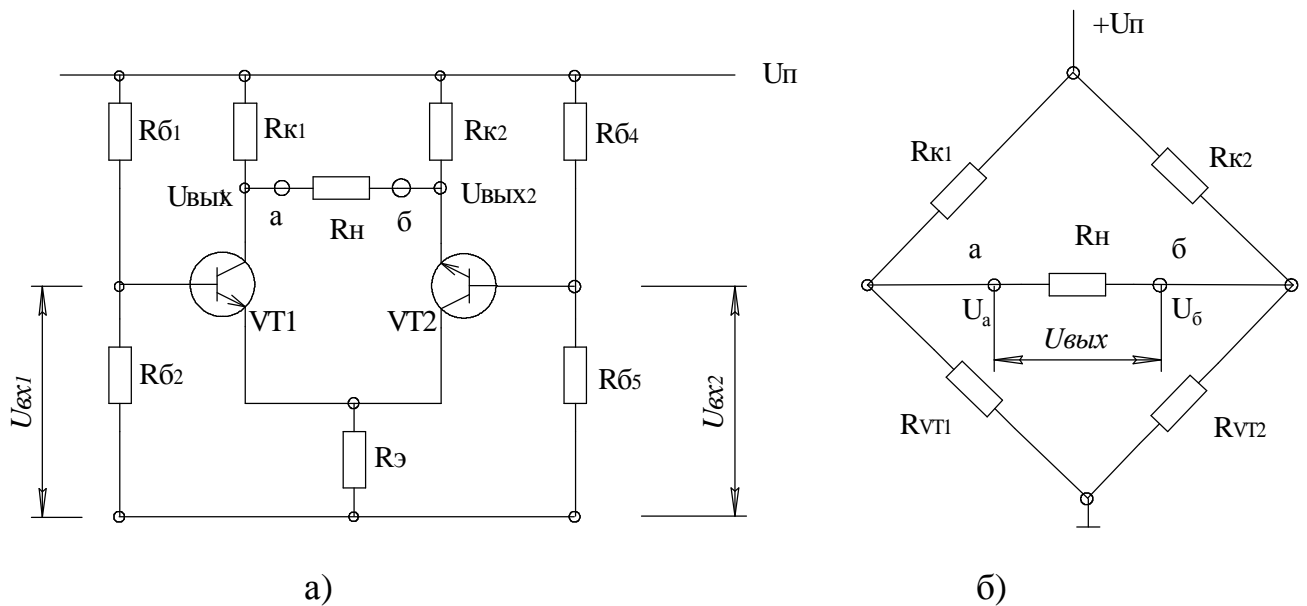 Uп
Rб1
Rк1
Rк2
Rб4
Uвых
Uвых2
а
б
Rн
VT1
VT2
Rб2
Rб5
Uвх1
Uвх2
Rэ
а)
+Uп
Rк1
Rк2
а
Rн
б
Uа
Uб
Uвых
RVT1
RVT2
б)